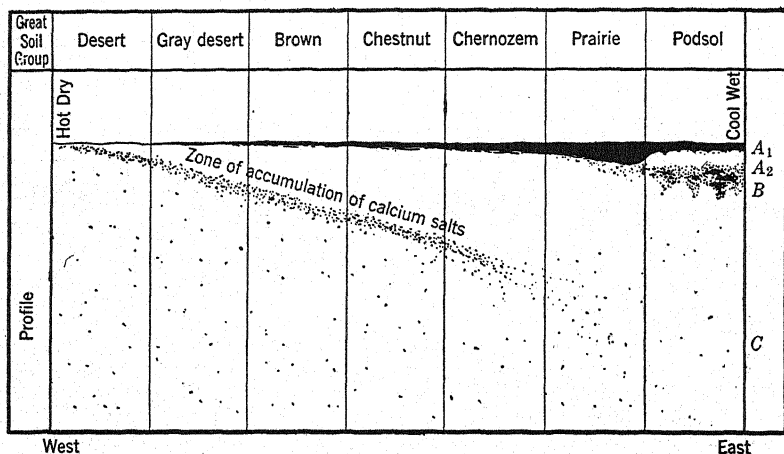 Great
Soil
Group
Desert
Gray desert
Brown
Chestnut
Chernozem
Prairie
Podsol
Profile
Hot Dry
Cool Wet
Zone of accumulation of calcium salts
A₁
A₂
B
C
West
East